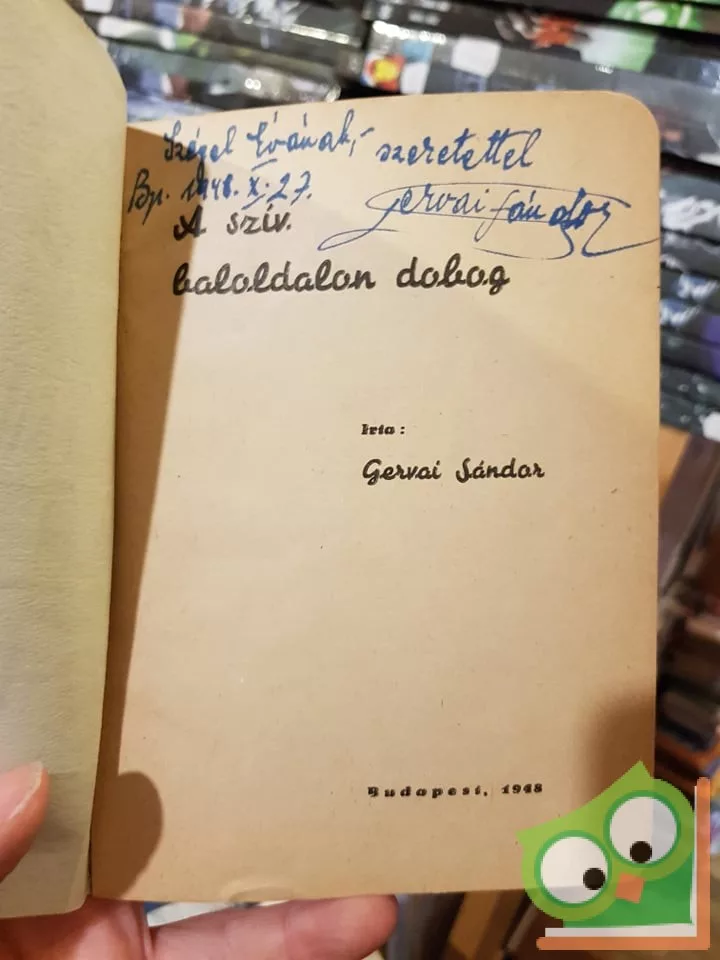 Szégel Évának,- szeretettel
Bp. 1948. X. 27.
Gervai Sándor
A szív.
baloldalon dobog
Irta :
Gervai Sándor
Budapest, 1948